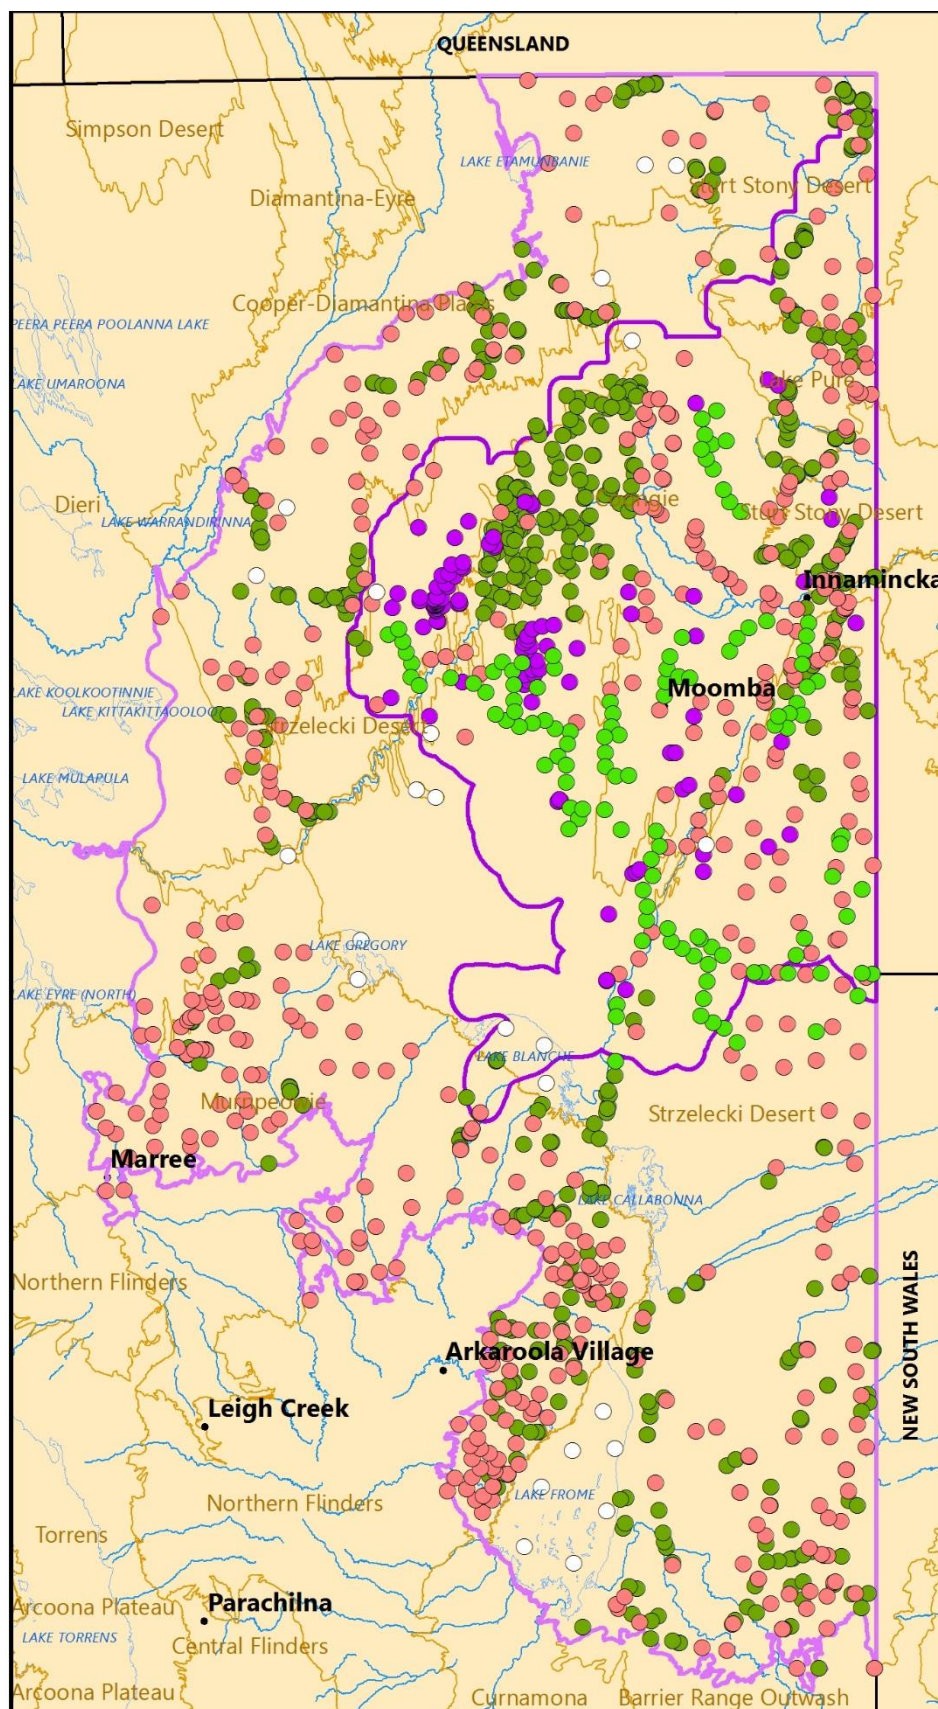 QUEENSLAND
Simpson Desert
LAKE ETAMUNBANIE
Sturt Stony Desert
Diamantina-Eyre
Cooper-Diamantina Plains
PEERA PEERA POOLANNA LAKE
LAKE UMAROONA
Lake Pure
Dieri
Coongie
LAKE WARRANDIRINNA
Sturt Stony Desert
Innamincka
LAKE KOOLKOOTINNIE
LAKE KITTAKITTAOOLOO
Moomba
Strzelecki Desert
LAKE MULAPULA
LAKE GREGORY
LAKE EYRE (NORTH)
LAKE BLANCHE
Murnpeowie
Strzelecki Desert
Marree
LAKE CALLABONNA
Northern Flinders
NEW SOUTH WALES
Arkaroola Village
Leigh Creek
Northern Flinders
LAKE FROME
Torrens
Arcoona Plateau
Parachilna
LAKE TORRENS
Central Flinders
Arcoona Plateau
Curnamona
Barrier Range Outwash